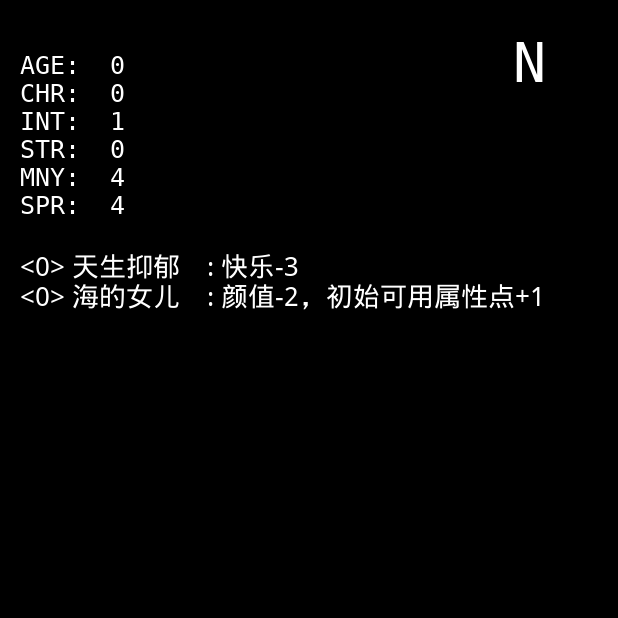 N
AGE: 0
CHR: 0
INT: 1
STR: 0
MNY: 4
SPR: 4
<0> 天生抑郁 : 快乐-3
<0> 海的女儿 : 颜值-2，初始可用属性点+1